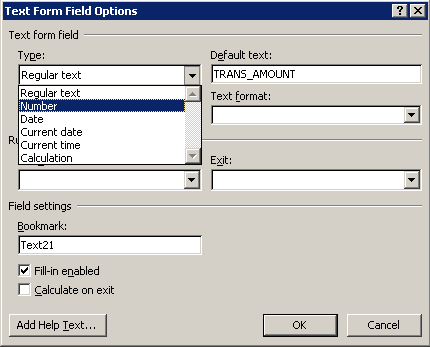 Text Form Field Options
Text form field
Type: Default text:
Regular text TRANS_AMOUNT
Regular text Text format:
Number
Date
Current date
Current time
Calculation
Exit:
Field settings
Bookmark:
Text21
Fill-in enabled
Calculate on exit
Add Help Text... OK Cancel